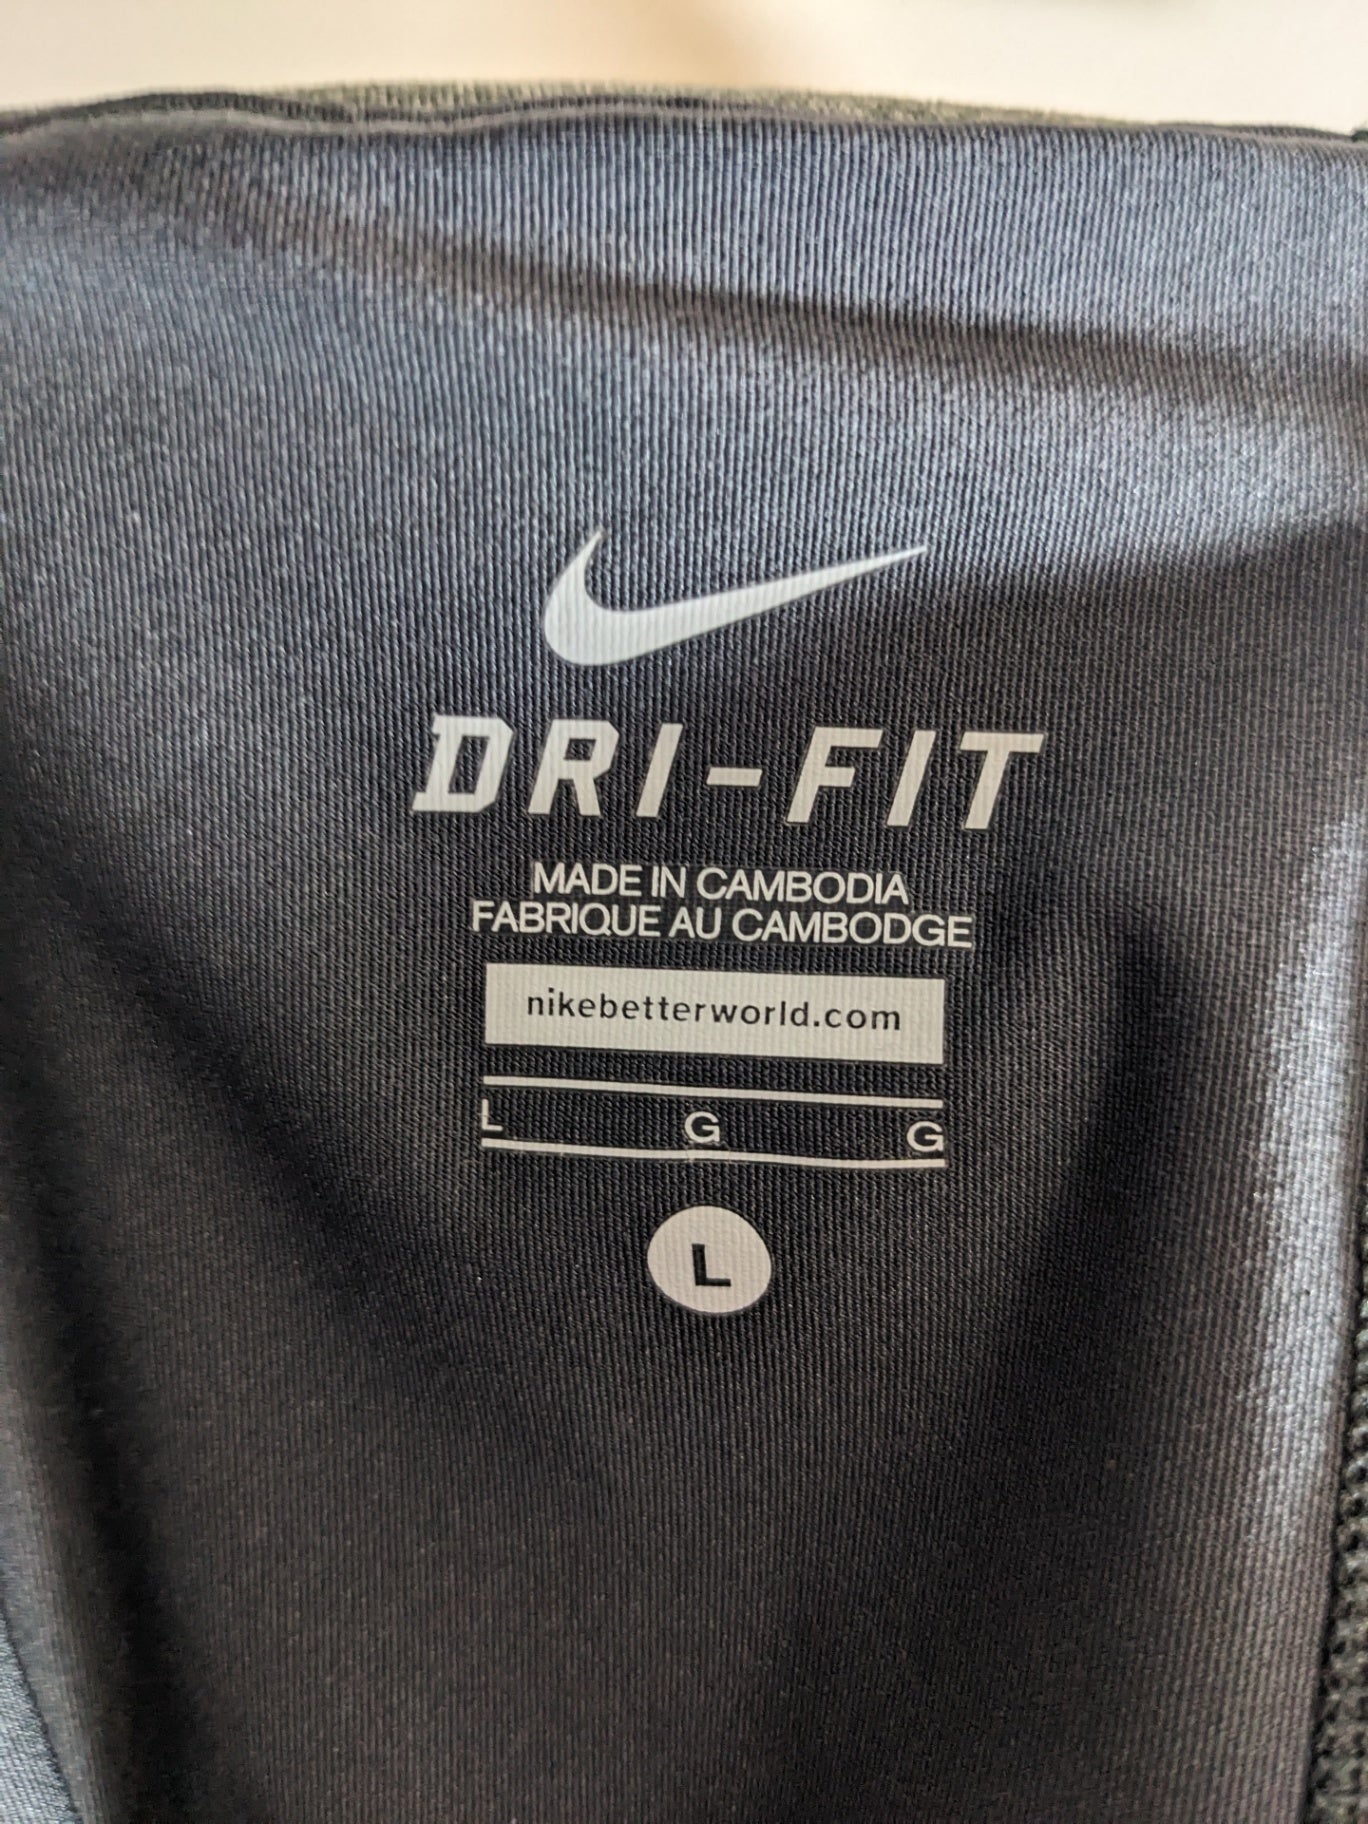 DRI-FIT
MADE IN CAMBODIA
FABRIQUE AU CAMBODGE
nikebetterworld.com
L G G
L